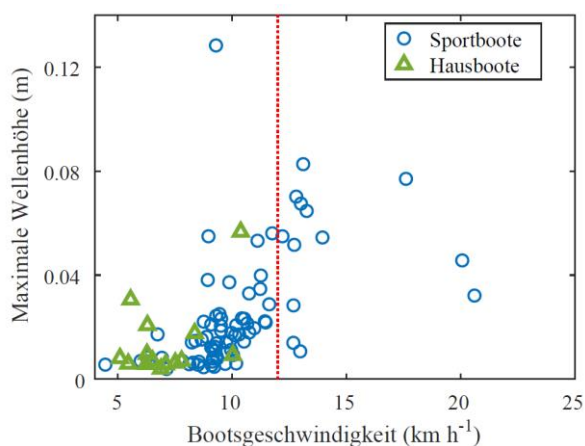 0.12
0.08
0.04
0
5
10
15
20
25
Maximale Wellenhöhe (m)
Bootsgeschwindigkeit (km h⁻¹)
Sportboote
Hausboote